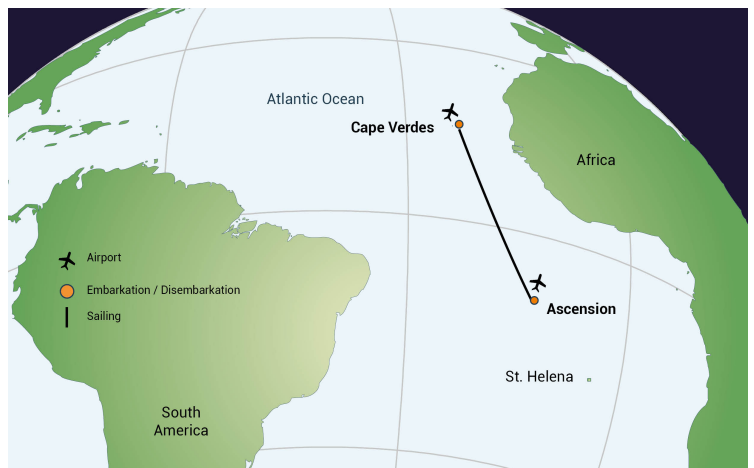 Atlantic Ocean
Cape Verdes
Africa
Airport
Embarkation / Disembarkation
Sailing
Ascension
St. Helena
South
America